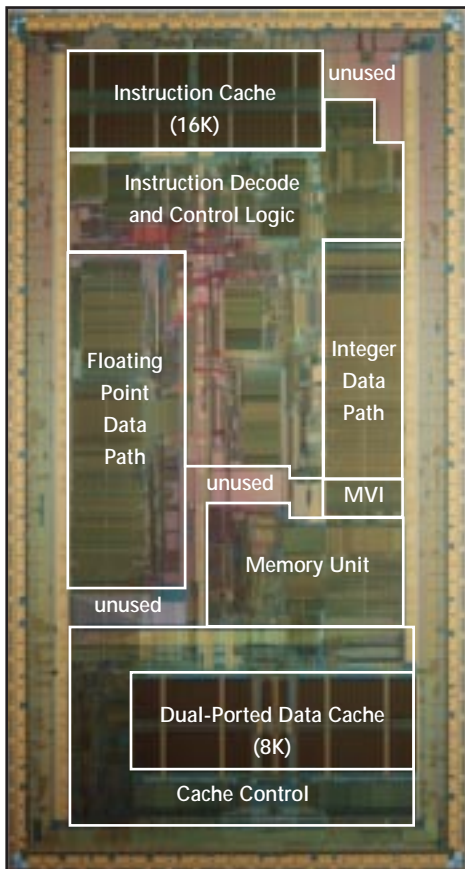 unused
Instruction Cache
(16K)
Instruction Decode
and Control Logic
Floating
Point
Data
Path
Integer
Data
Path
unused
MVI
Memory Unit
unused
Dual-Ported Data Cache
(8K)
Cache Control